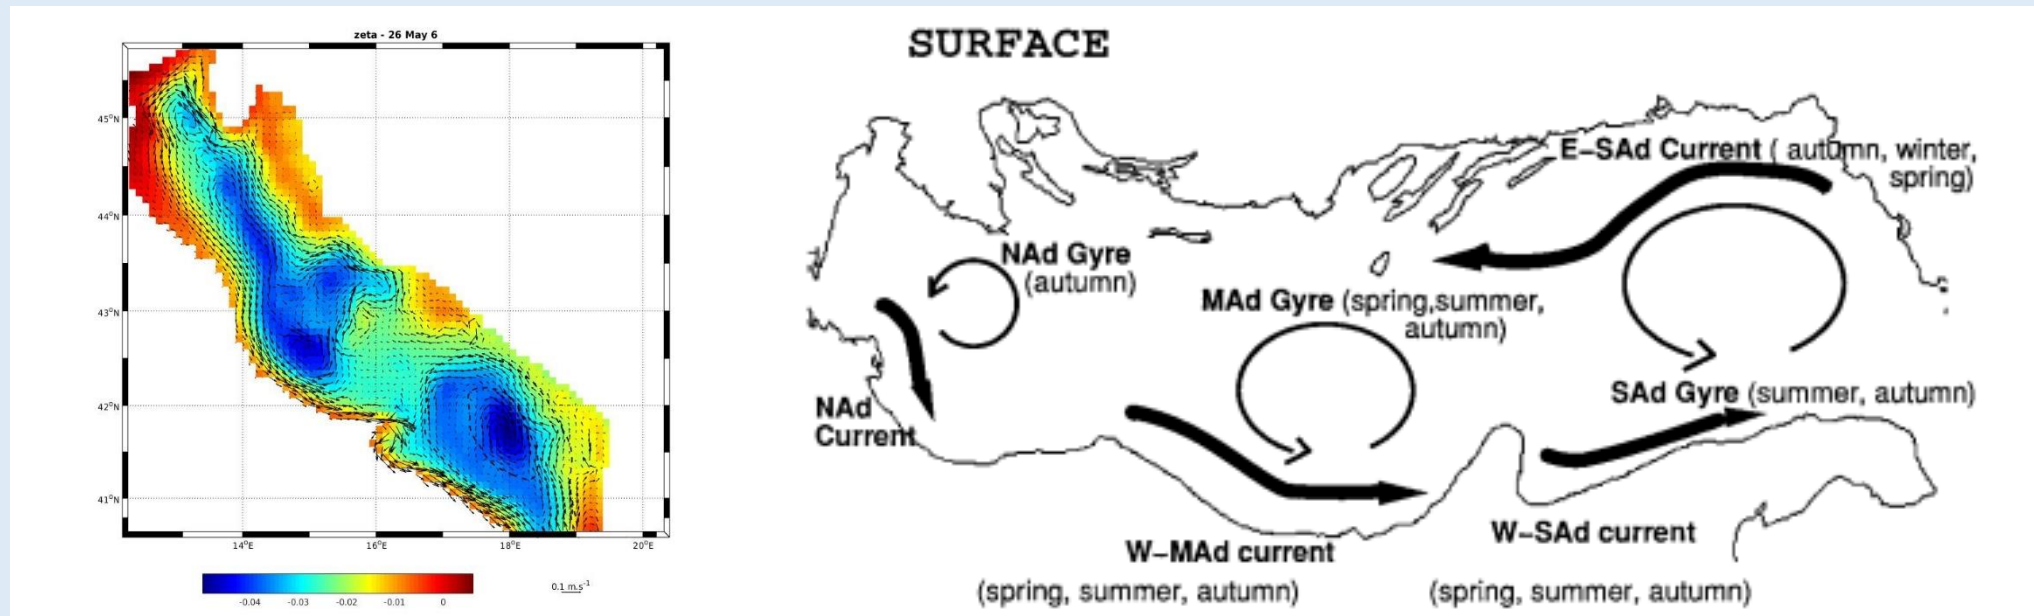 zeta - 26 May 6
45°N
44°N
43°N
42°N
41°N
14°E
16°E
18°E
20°E
-0.04
-0.03
-0.02
-0.01
0
0.1 m.s⁻¹
SURFACE
E-SAd Current ( autumn, winter,
spring)
NAd Gyre
(autumn)
MAd Gyre (spring,summer,
autumn)
SAd Gyre (summer, autumn)
NAd
Current
W-MAd current
(spring, summer, autumn)
W-SAd current
(spring, summer, autumn)